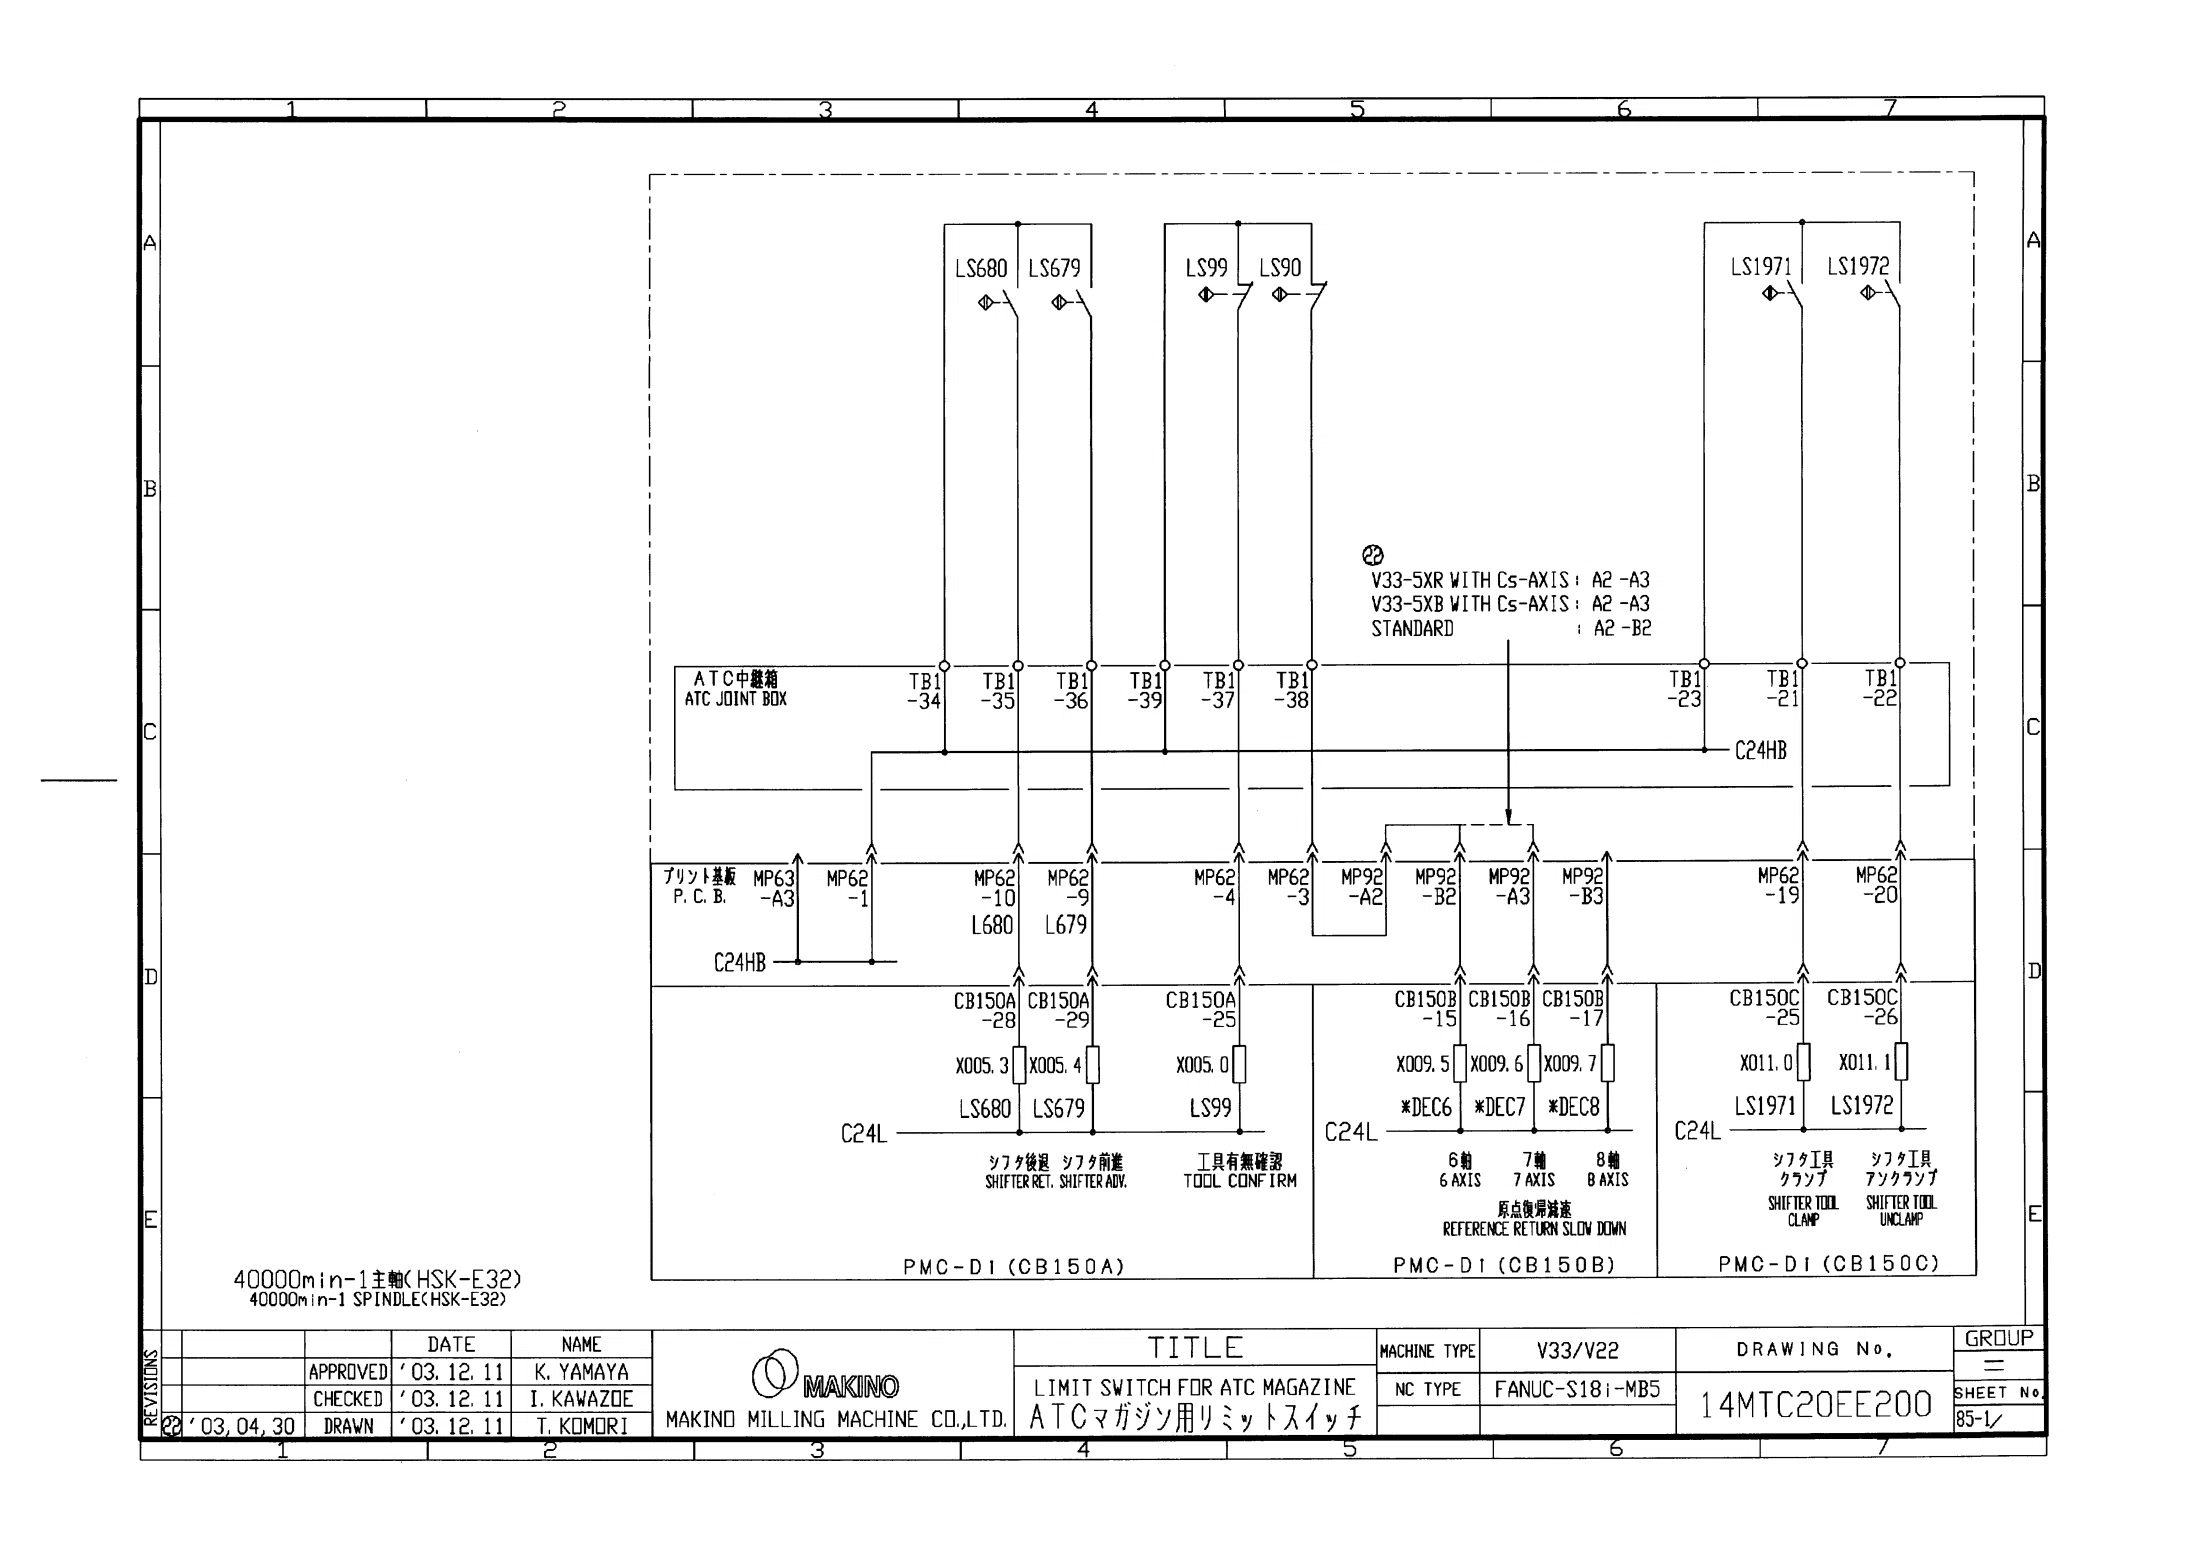 1 2 3 4 5 6 7
A A
LS680 LS679 LS99 LS90 LS1971 LS1972
B B
22
V33-5XR WITH Cs-AXIS : A2 -A3
V33-5XB WITH Cs-AXIS : A2 -A3
STANDARD : A2 -B2
C C
ATC中継箱
ATC JOINT BOX
TB1 TB1 TB1 TB1 TB1 TB1 TB1 TB1 TB1
-34 -35 -36 -39 -37 -38 -23 -21 -22
C24HB
プリント基板 MP63 MP62 MP62 MP62 MP62 MP62 MP92 MP92 MP92 MP92 MP62 MP62
P. C. B. -A3 -1 -10 -9 -4 -3 -A2 -B2 -A3 -B3 -19 -20
L680 L679
C24HB
D D
CB150A CB150A CB150A CB150B CB150B CB150B CB150C CB150C
-28 -29 -25 -15 -16 -17 -25 -26
X005.3 X005.4 X005.0 X009.5 X009.6 X009.7 X011.0 X011.1
LS680 LS679 LS99 *DEC6 *DEC7 *DEC8 LS1971 LS1972
C24L C24L C24L
シフタ後退 シフタ前進 工具有無確認 6軸 7軸 8軸 シフタ工具 シフタ工具
SHIFTER RET. SHIFTER ADV. TOOL CONFIRM 6 AXIS 7 AXIS 8 AXIS クランプ アンクランプ
原点復帰減速 SHIFTER TOOL SHIFTER TOOL
REFERENCE RETURN SLOW DOWN CLAMP UNCLAMP
E E
PMC-DI (CB150A) PMC-DI (CB150B) PMC-DI (CB150C)
40000min-1主軸(HSK-E32)
40000min-1 SPINDLE(HSK-E32)
REVISIONS
DATE NAME
APPROVED '03. 12. 11 K. YAMAYA
CHECKED '03. 12. 11 I. KAWAZOE
22 '03, 04, 30 DRAWN '03. 12. 11 T. KOMORI
MAKINO
MAKINO MILLING MACHINE CO.,LTD.
TITLE
LIMIT SWITCH FOR ATC MAGAZINE
ATCマガジン用リミットスイッチ
MACHINE TYPE V33/V22
NC TYPE FANUC-S18i-MB5
DRAWING No.
14MTC20EE200
GROUP
=
SHEET No.
85-1/
1 2 3 4 5 6 7